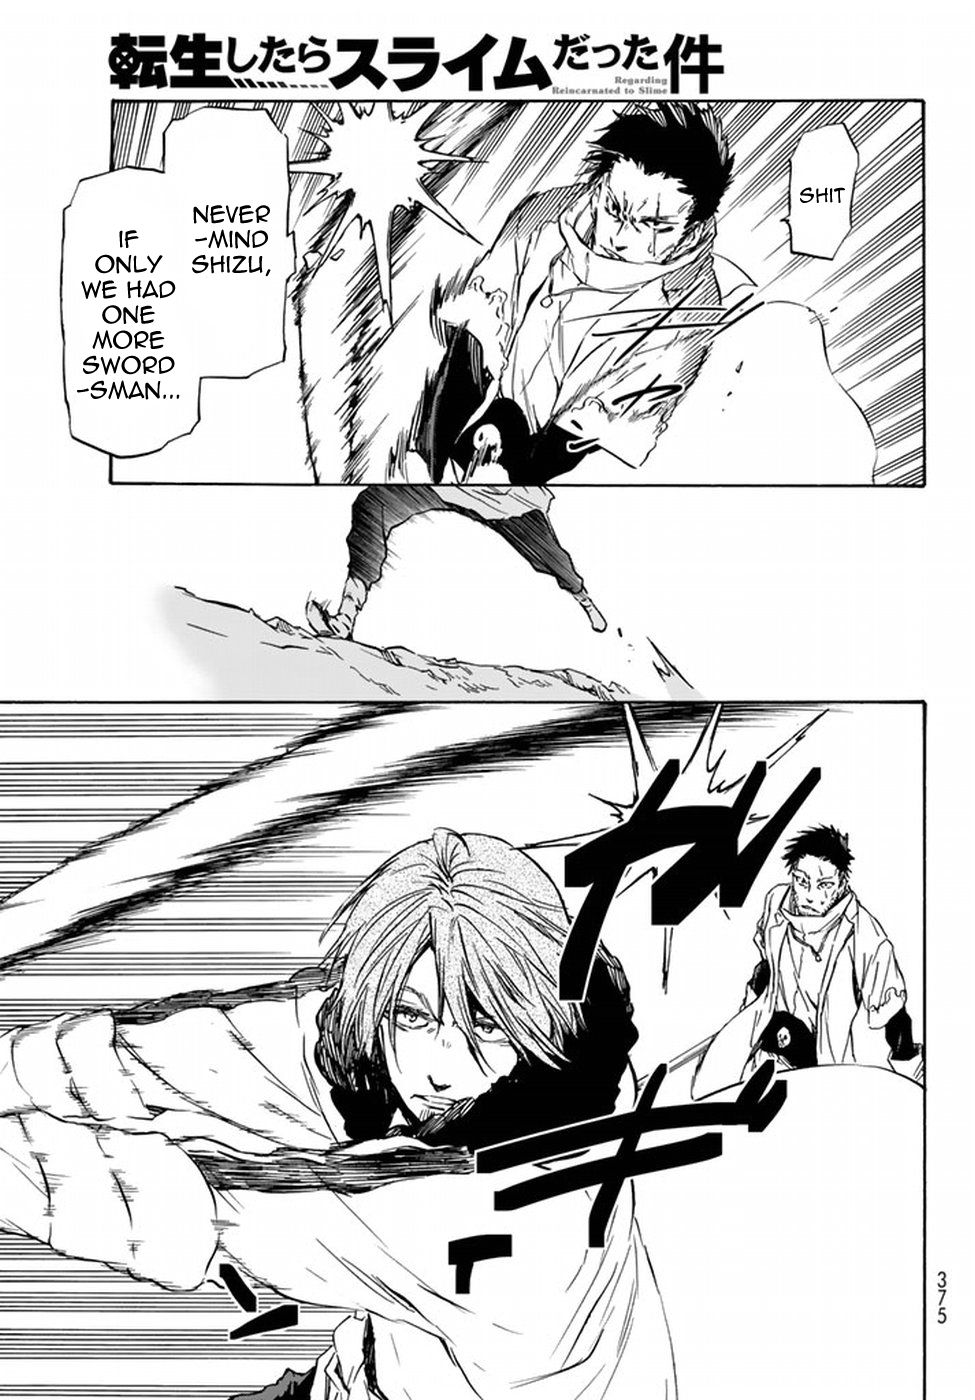 転生したらスライムだった件
Regarding
Reincarnated to Slime
SHIT
NEVER
-MIND
SHIZU,
IF
ONLY
WE HAD
ONE
MORE
SWORD
-SMAN...
375